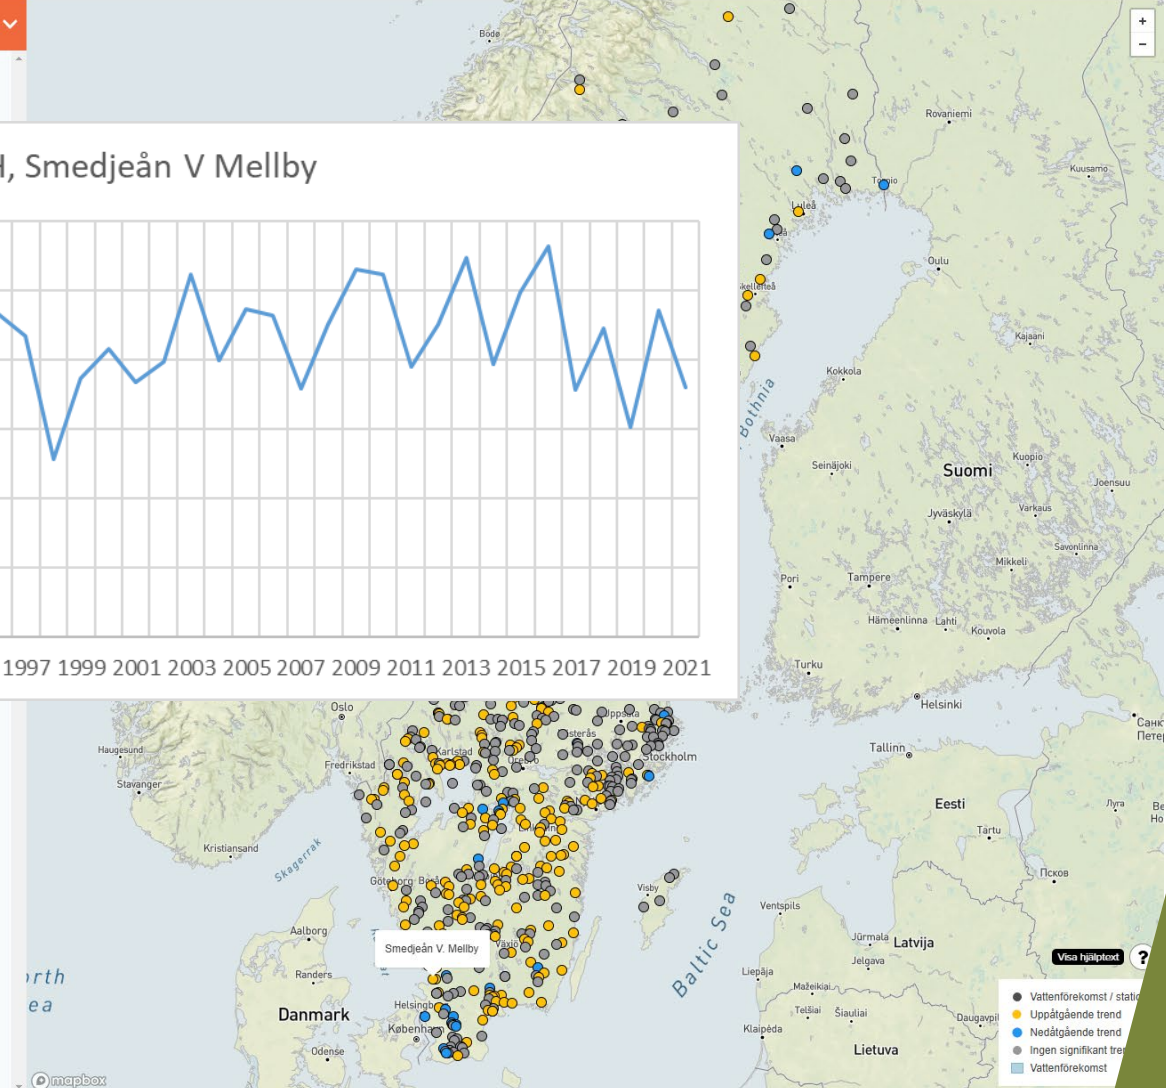 +
−
Bodø
Rovaniemi
Kuusamo
Tornio
Luleå
Oulu
Skellefteå
Kajaani
Kokkola
Bothnia
Vaasa
Seinäjoki
Suomi
Kuopio
Joensuu
Jyväskylä
Varkaus
Savonlinna
Mikkeli
Pori
Tampere
Hämeenlinna
Lahti
Kouvola
Turku
Helsinki
H, Smedjeån V Mellby
1997 1999 2001 2003 2005 2007 2009 2011 2013 2015 2017 2019 2021
Oslo
Uppsala
Haugesund
Karlstad
Fredrikstad
Örebro
Stockholm
Stavanger
Tallinn
Eesti
Tartu
Луга
Kristiansand
Skagerrak
Псков
Göteborg
Visby
Ventspils
Aalborg
Baltic Sea
Jūrmala
Latvija
Jelgava
Smedjeån V. Mellby
Växjö
Visa hjälptext
?
Randers
Liepāja
Mažeikiai
Telšiai
Šiauliai
Danmark
København
Klaipėda
Odense
Lietuva
Vattenförekomst /
Uppåtgående trend
Nedåtgående trend
Ingen signifikant
Vattenförekomst
mapbox